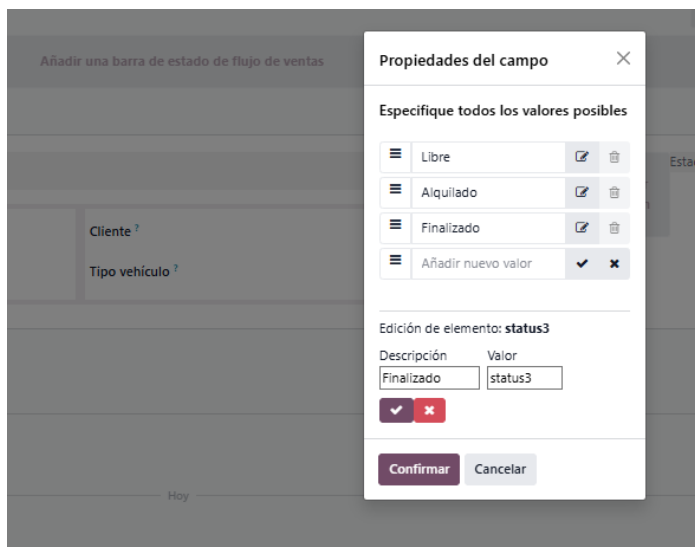 Añadir una barra de estado de flujo de ventas
Propiedades del campo
Especifique todos los valores posibles
Libre
Alquilado
Finalizado
Añadir nuevo valor
Esta
Cliente ?
Tipo vehículo ?
Edición de elemento: status3
Descripción Valor
Finalizado status3
Confirmar Cancelar
Hoy